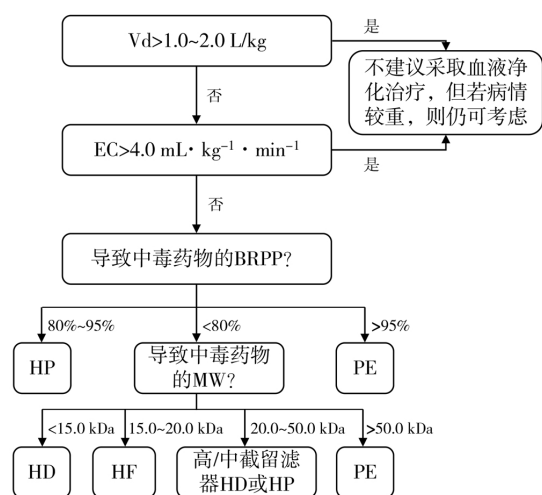 Vd>1.0~2.0 L/kg
是
不建议采取血液净
化治疗，但若病情
较重，则仍可考虑
否
EC>4.0 mL· kg⁻¹ · min⁻¹
是
否
导致中毒药物的BRPP？
80%~95%
<80%
>95%
HP
导致中毒药物
的MW？
PE
<15.0 kDa
15.0~20.0 kDa
20.0~50.0 kDa
>50.0 kDa
HD
HF
高/中截留滤
器HD或HP
PE